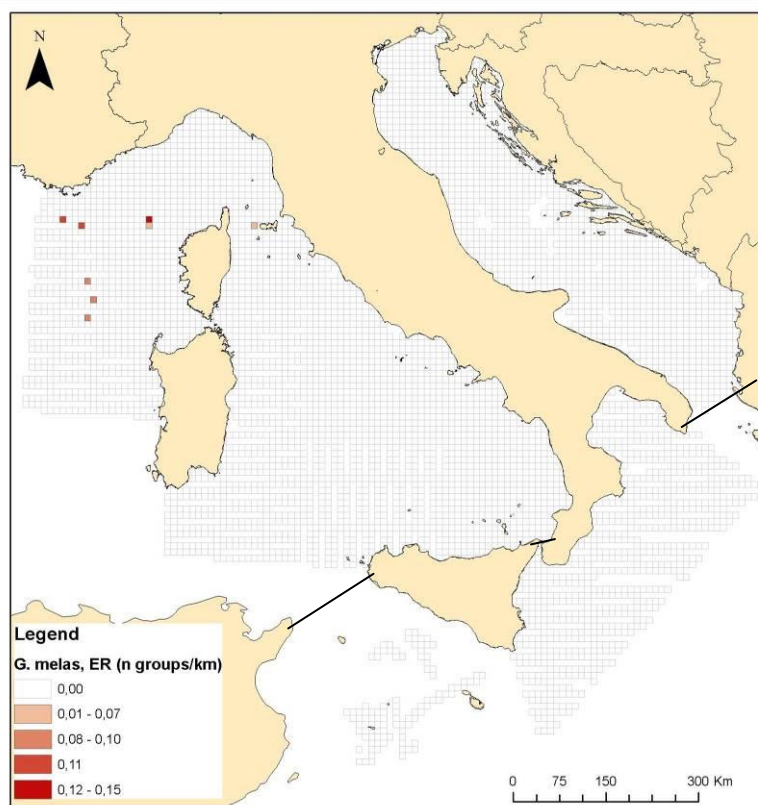 N
Legend
G. melas, ER (n groups/km)
0,00
0,01 - 0,07
0,08 - 0,10
0,11
0,12 - 0,15
0 75 150 300 Km